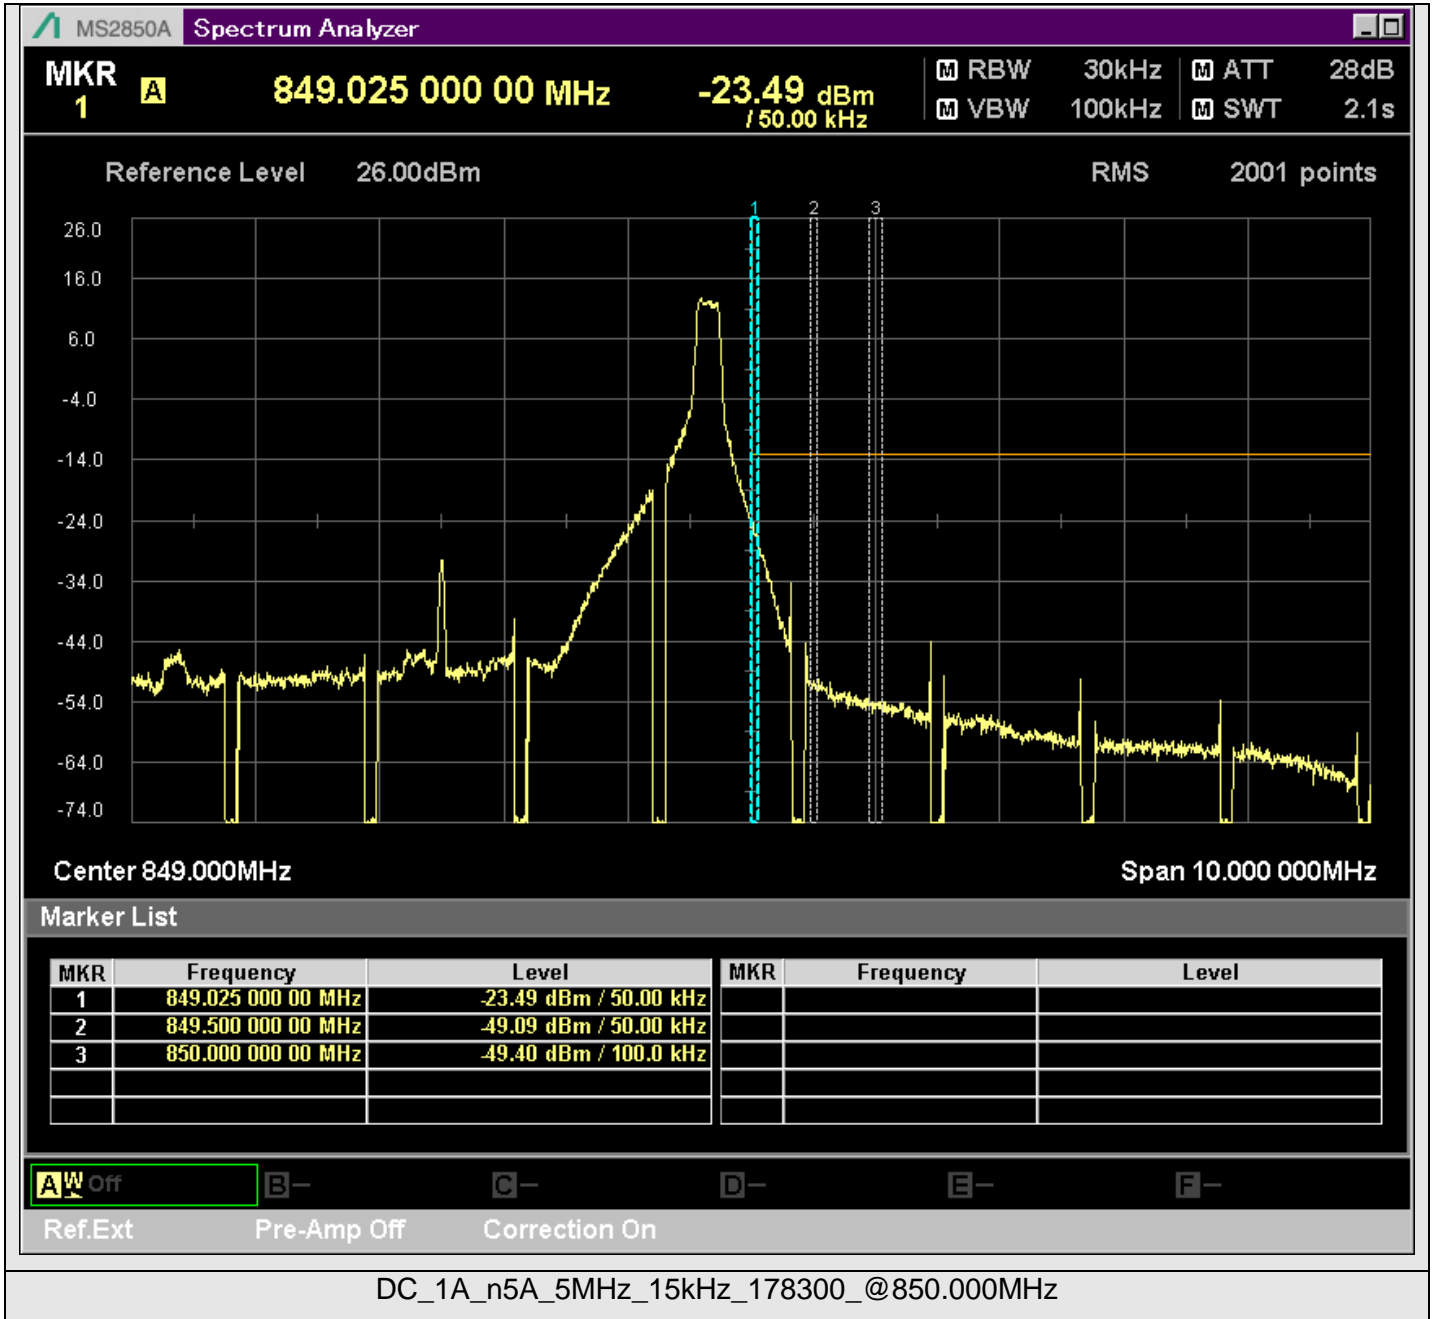 MS2850A Spectrum Analyzer
MKR 1 A 849.025 000 00 MHz -23.49 dBm / 50.00 kHz
M RBW 30kHz M ATT 28dB
M VBW 100kHz M SWT 2.1s
Reference Level 26.00dBm RMS 2001 points
1 2 3
26.0
16.0
6.0
-4.0
-14.0
-24.0
-34.0
-44.0
-54.0
-64.0
-74.0
Center 849.000MHz Span 10.000 000MHz
Marker List
MKR Frequency Level MKR Frequency Level
1 849.025 000 00 MHz -23.49 dBm / 50.00 kHz
2 849.500 000 00 MHz -49.09 dBm / 50.00 kHz
3 850.000 000 00 MHz -49.40 dBm / 100.0 kHz
A W Off B – C – D – E – F –
Ref.Ext Pre-Amp Off Correction On
DC_1A_n5A_5MHz_15kHz_178300_@850.000MHz